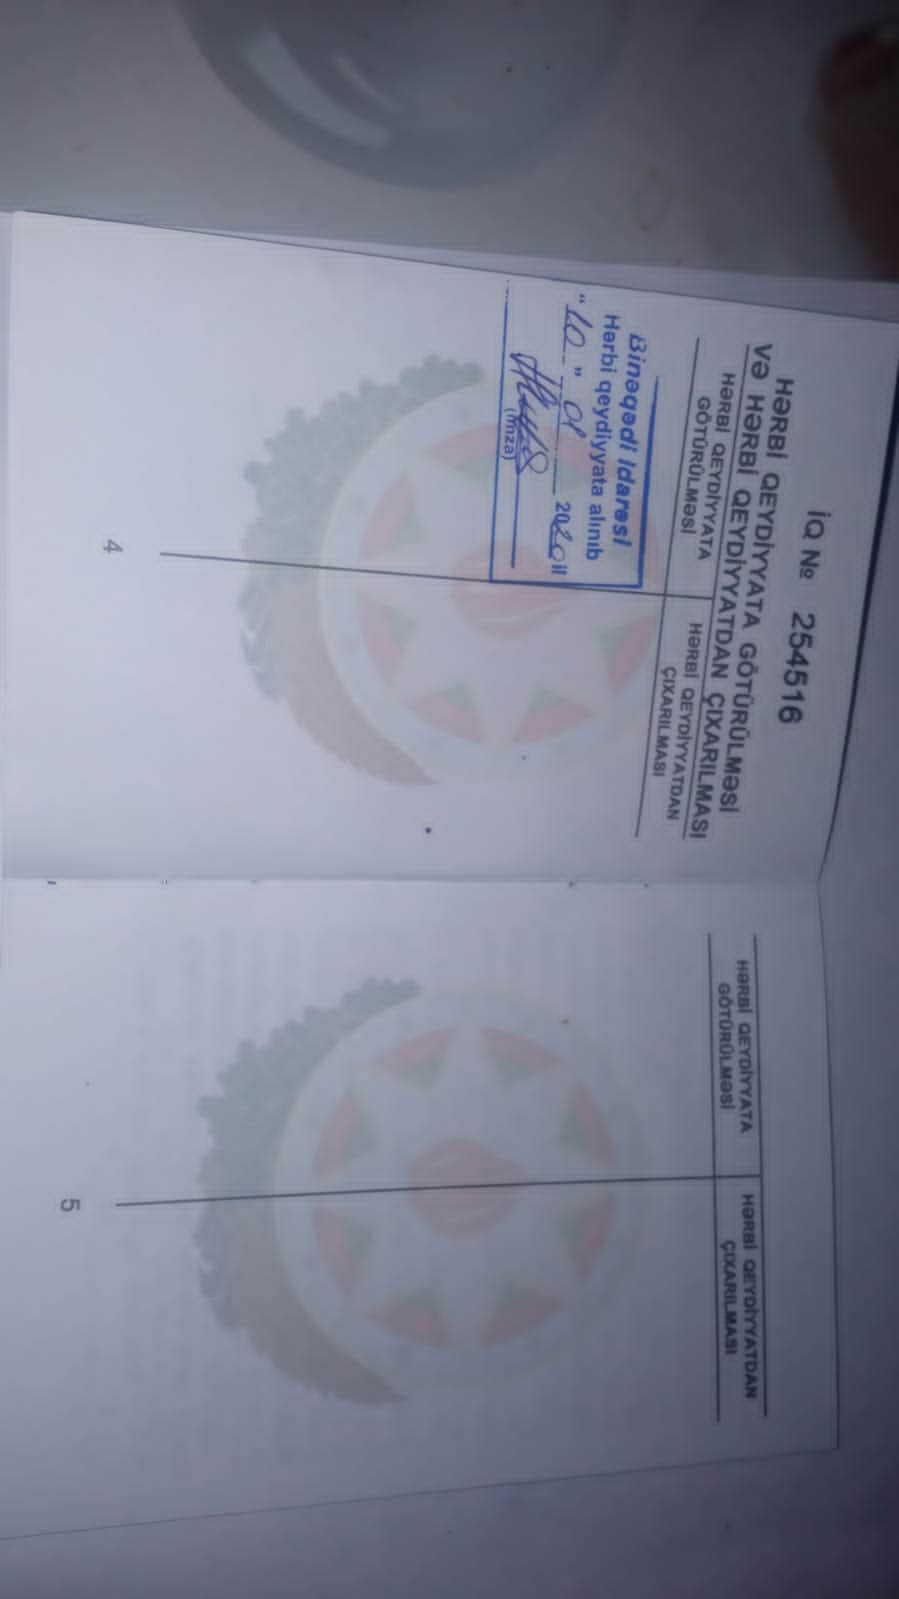 İQ № 254516
HƏRBİ QEYDİYYATA GÖTÜRÜLMƏSİ
VƏ HƏRBİ QEYDİYYATDAN ÇIXARILMASI
HƏRBİ QEYDİYYATA
GÖTÜRÜLMƏSİ
HƏRBİ QEYDİYYATDAN
ÇIXARILMASI
Binəqədi İdarəsi
Hərbi qeydiyyata alınıb
"10" 01 2020 il
(imza)
4
HƏRBİ QEYDİYYATA
GÖTÜRÜLMƏSİ
HƏRBİ QEYDİYYATDAN
ÇIXARILMASI
5